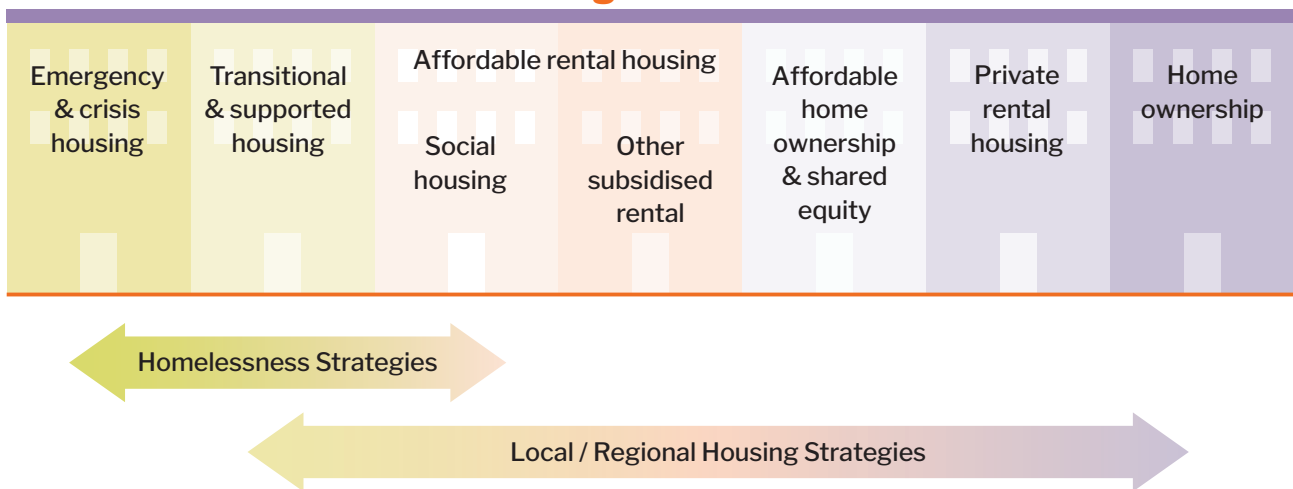 Emergency
& crisis
housing
Transitional
& supported
housing
Affordable rental housing
Social
housing
Other
subsidised
rental
Affordable
home
ownership
& shared
equity
Private
rental
housing
Home
ownership
Homelessness Strategies
Local / Regional Housing Strategies